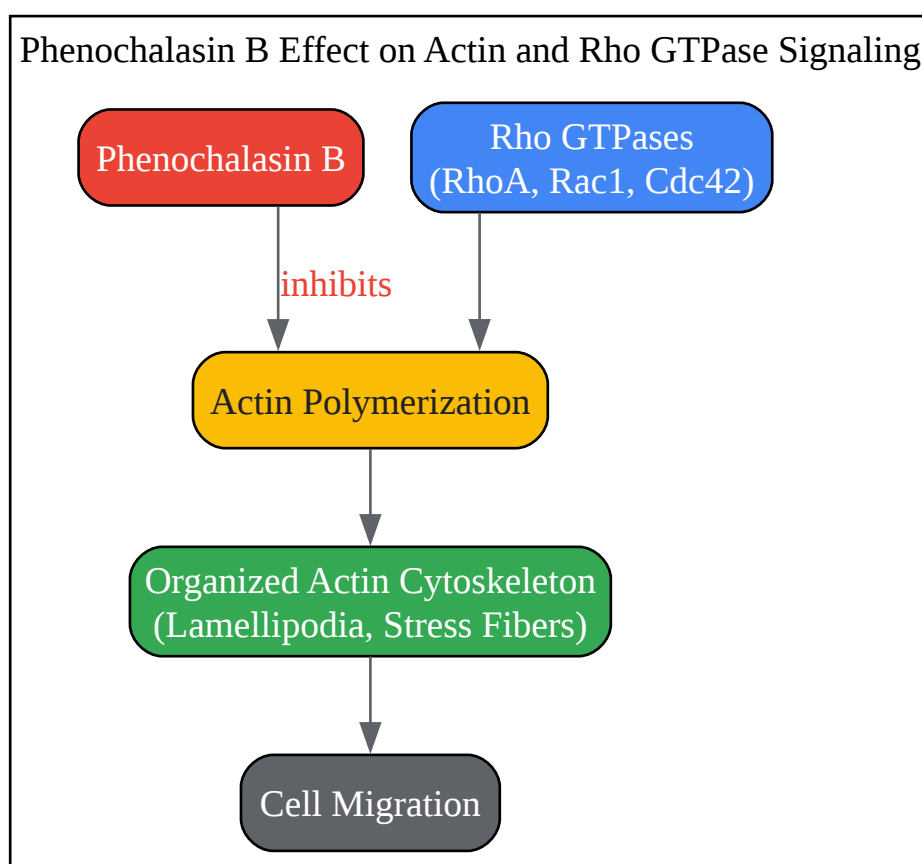 Phenochalasin B Effect on Actin and Rho GTPase Signaling
Phenochalasin B
Rho GTPases
(RhoA, Rac1, Cdc42)
inhibits
Actin Polymerization
Organized Actin Cytoskeleton
(Lamellipodia, Stress Fibers)
Cell Migration